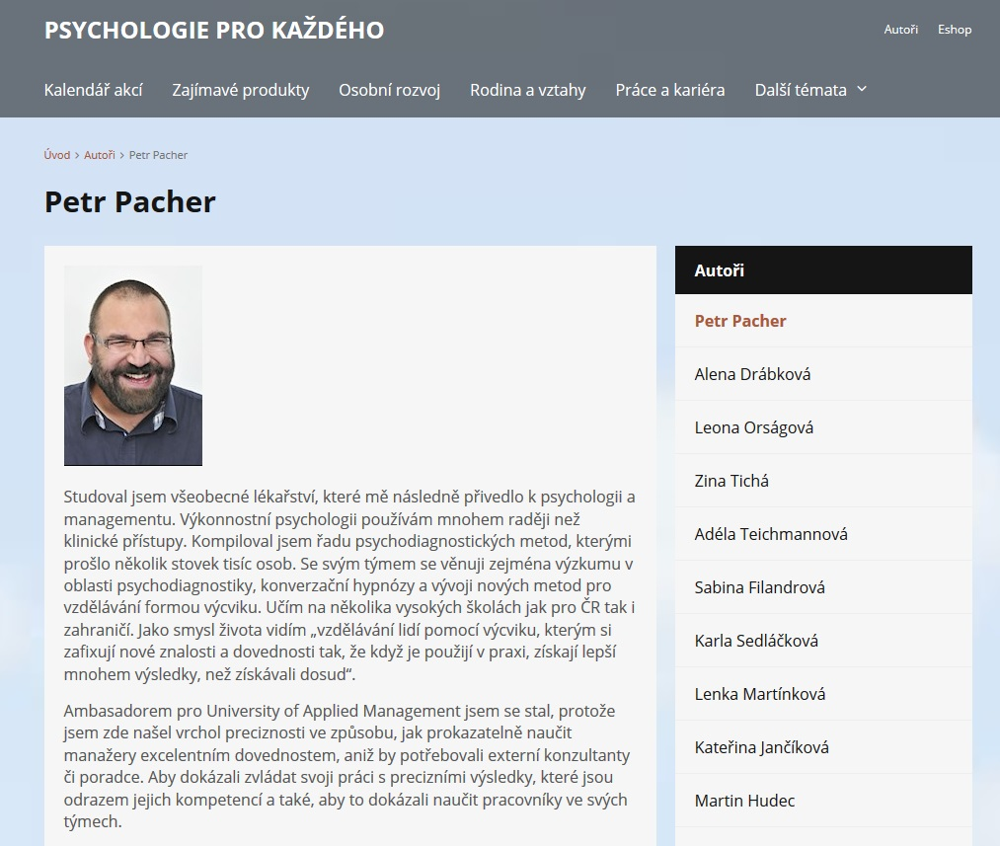 PSYCHOLOGIE PRO KAŽDÉHO
Autoři Eshop
Kalendář akcí Zajímavé produkty Osobní rozvoj Rodina a vztahy Práce a kariéra Další témata
Úvod › Autoři › Petr Pacher
Petr Pacher
Studoval jsem všeobecné lékařství, které mě následně přivedlo k psychologii a
managementu. Výkonnostní psychologii používám mnohem raději než
klinické přístupy. Kompiloval jsem řadu psychodiagnostických metod, kterými
prošlo několik stovek tisíc osob. Se svým týmem se věnuji zejména výzkumu v
oblasti psychodiagnostiky, konverzační hypnózy a vývoji nových metod pro
vzdělávání formou výcviku. Učím na několika vysokých školách jak pro ČR tak i
zahraničí. Jako smysl života vidím „vzdělávání lidí pomocí výcviku, kterým si
zafixují nové znalosti a dovednosti tak, že když je použijí v praxi, získají lepší
mnohem výsledky, než získávali dosud“.
Ambasadorem pro University of Applied Management jsem se stal, protože
jsem zde našel vrchol preciznosti ve způsobu, jak prokazatelně naučit
manažery excelentním dovednostem, aniž by potřebovali externí konzultanty
či poradce. Aby dokázali zvládat svoji práci s precizními výsledky, které jsou
odrazem jejich kompetencí a také, aby to dokázali naučit pracovníky ve svých
týmech.
Autoři
Petr Pacher
Alena Drábková
Leona Orságová
Zina Tichá
Adéla Teichmannová
Sabina Filandrová
Karla Sedláčková
Lenka Martínková
Kateřina Jančíková
Martin Hudec